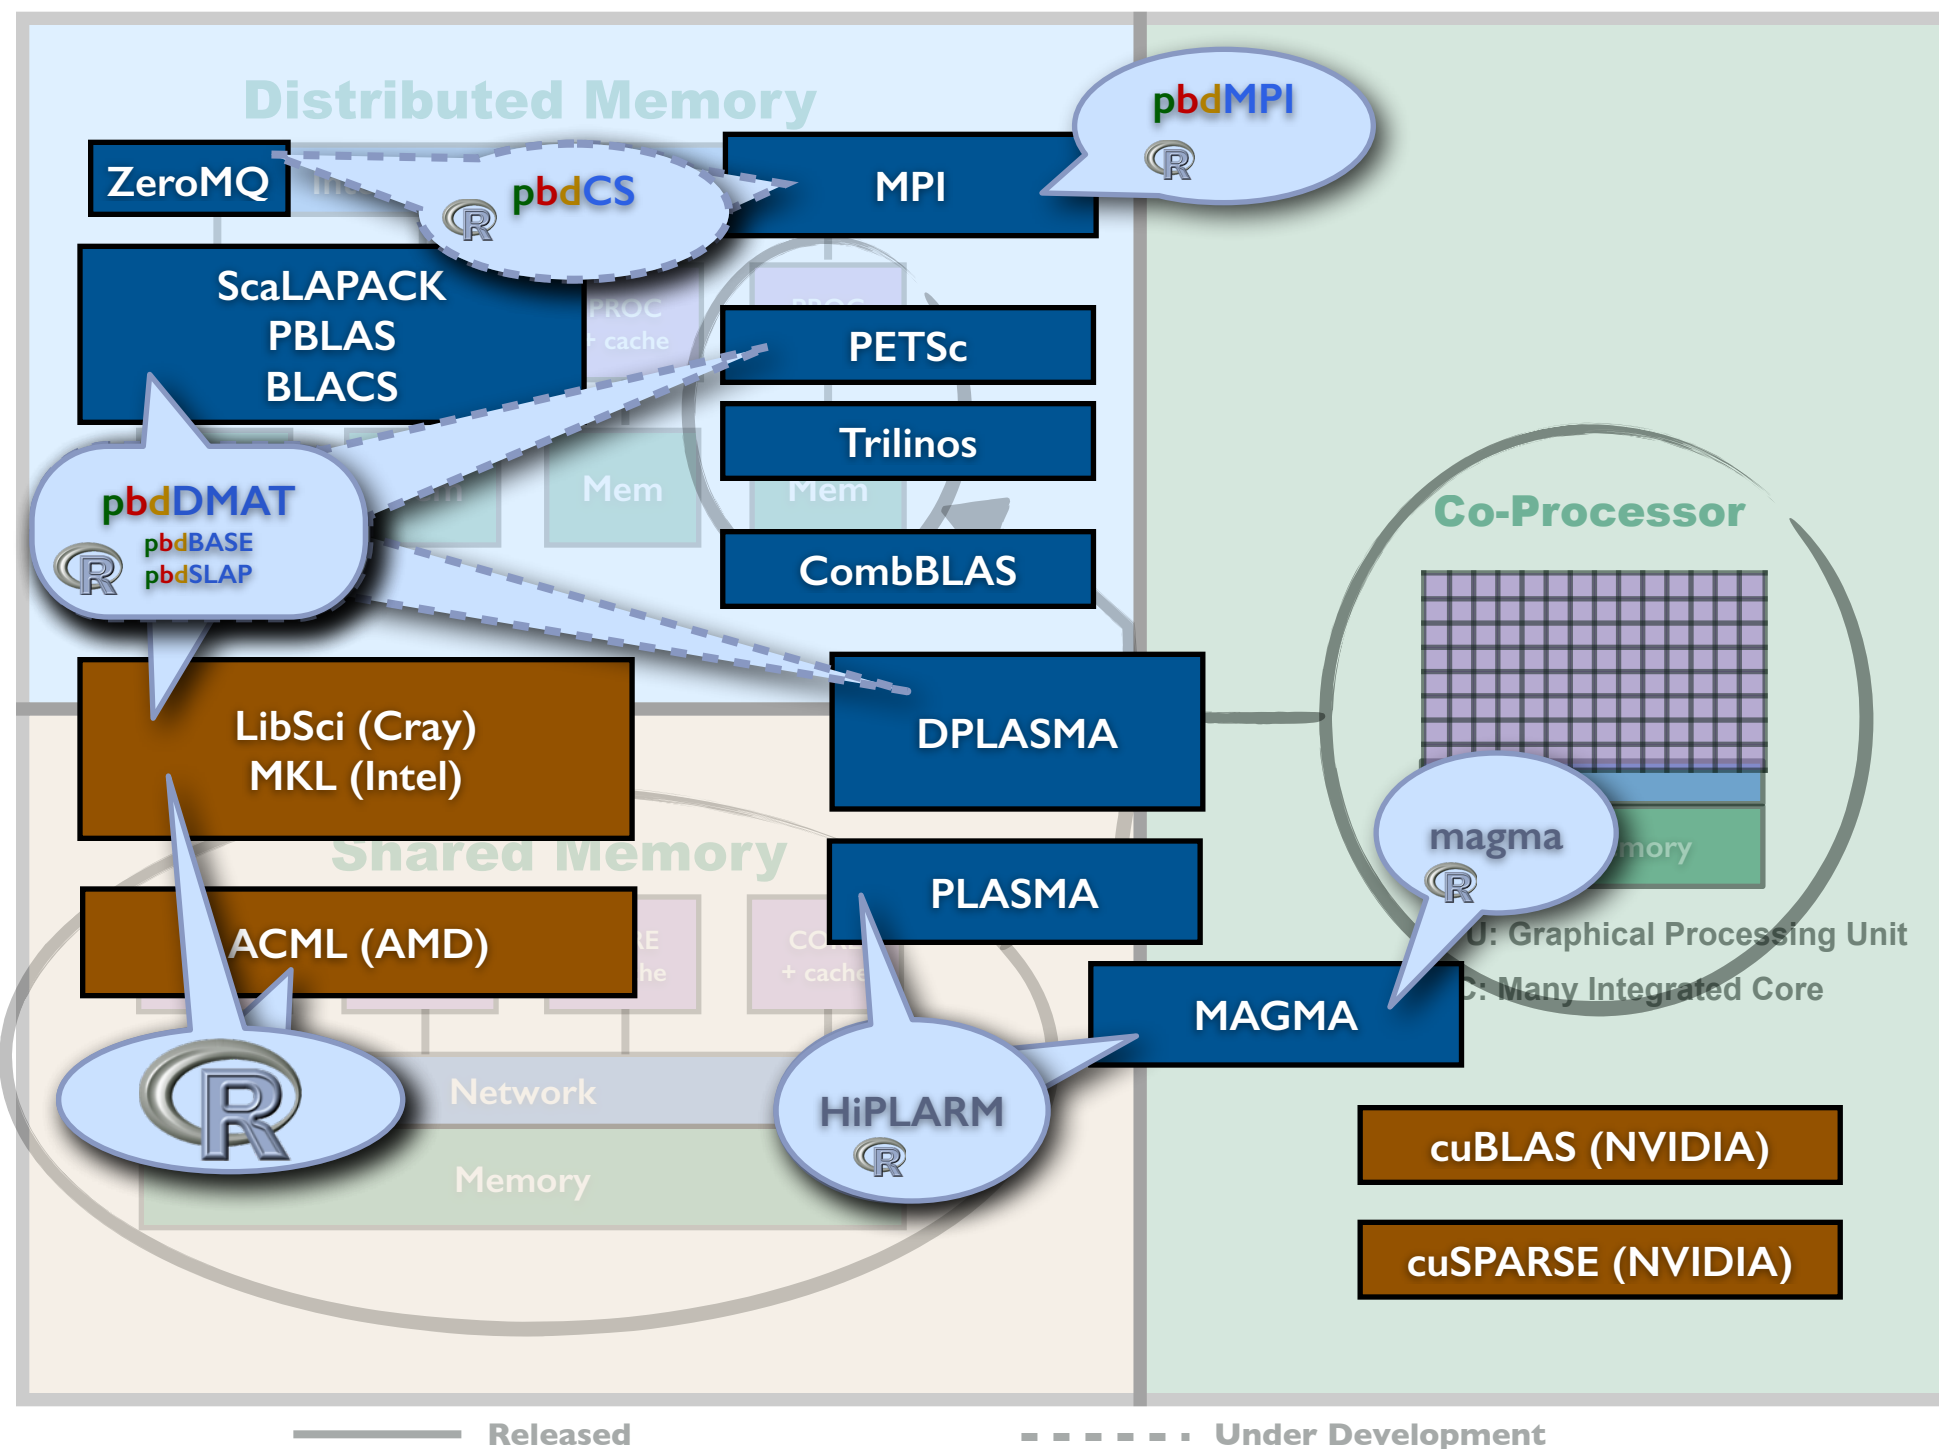 Distributed Memory
pbdMPI
R
ZeroMQ
pbdCS
R
MPI
ScaLAPACK
PBLAS
BLACS
PROC
+ cache
PROC
PETSc
Trilinos
Mem
Mem
CombBLAS
pbdDMAT
pbdBASE
pbdSLAP
R
Co-Processor
LibSci (Cray)
MKL (Intel)
DPLASMA
Shared Memory
PLASMA
magma
R
ACML (AMD)
+ cache
U: Graphical Processing Unit
C: Many Integrated Core
MAGMA
R
Network
HiPLARM
R
Memory
cuBLAS (NVIDIA)
cuSPARSE (NVIDIA)
Released
Under Development